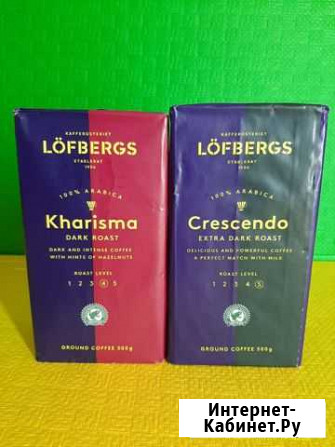 KAFFEROSTERIET
LÖFBERGS
ETABLERAT
1906
100% ARABICA
Kharisma
DARK ROAST
DARK AND INTENSE COFFEE
WITH HINTS OF HAZELNUTS
ROAST LEVEL
1 2 3 4 5
GROUND COFFEE 500g
KAFFEROSTERIET
LÖFBERGS
ETABLERAT
1906
100% ARABICA
Crescendo
EXTRA DARK ROAST
DELICIOUS AND POWERFUL COFFEE
A PERFECT MATCH WITH MILK
ROAST LEVEL
1 2 3 4 5
GROUND COFFEE 500g
Интернет-
Кабинет.Ру